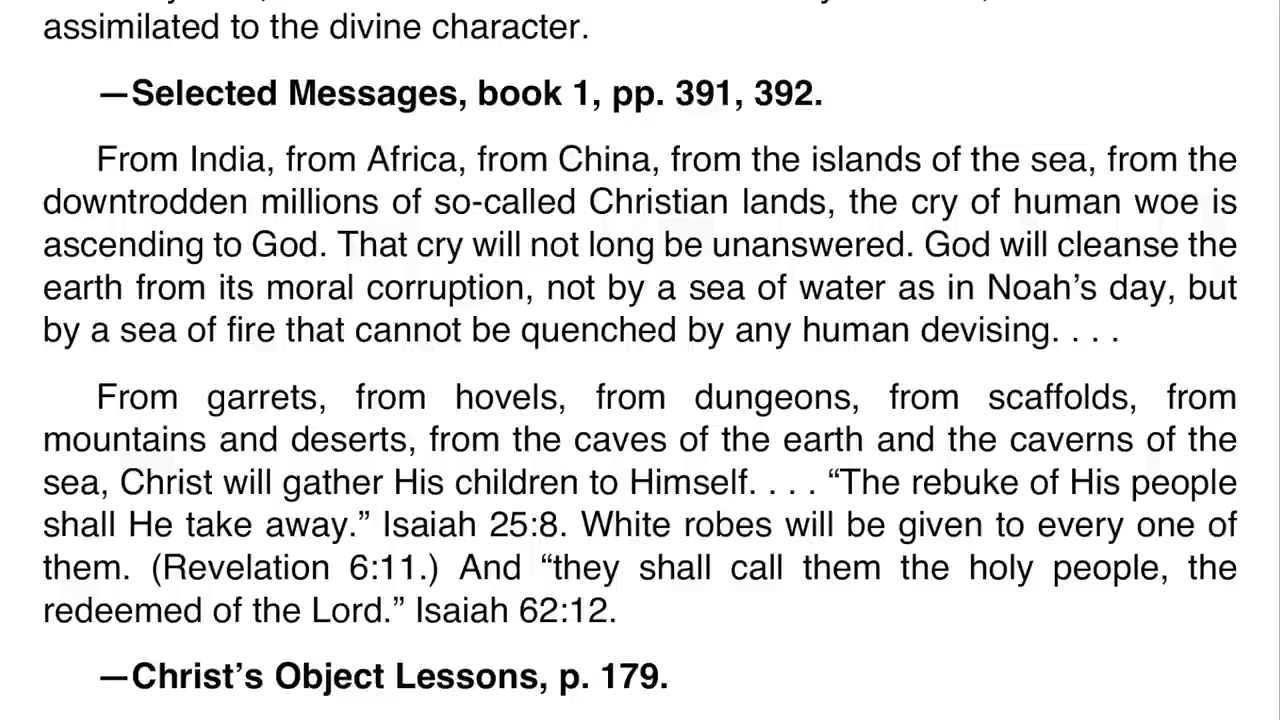 assimilated to the divine character.
—Selected Messages, book 1, pp. 391, 392.
From India, from Africa, from China, from the islands of the sea, from the
downtrodden millions of so-called Christian lands, the cry of human woe is
ascending to God. That cry will not long be unanswered. God will cleanse the
earth from its moral corruption, not by a sea of water as in Noah’s day, but
by a sea of fire that cannot be quenched by any human devising. . . .
From garrets, from hovels, from dungeons, from scaffolds, from
mountains and deserts, from the caves of the earth and the caverns of the
sea, Christ will gather His children to Himself. . . . “The rebuke of His people
shall He take away.” Isaiah 25:8. White robes will be given to every one of
them. (Revelation 6:11.) And “they shall call them the holy people, the
redeemed of the Lord.” Isaiah 62:12.
—Christ’s Object Lessons, p. 179.